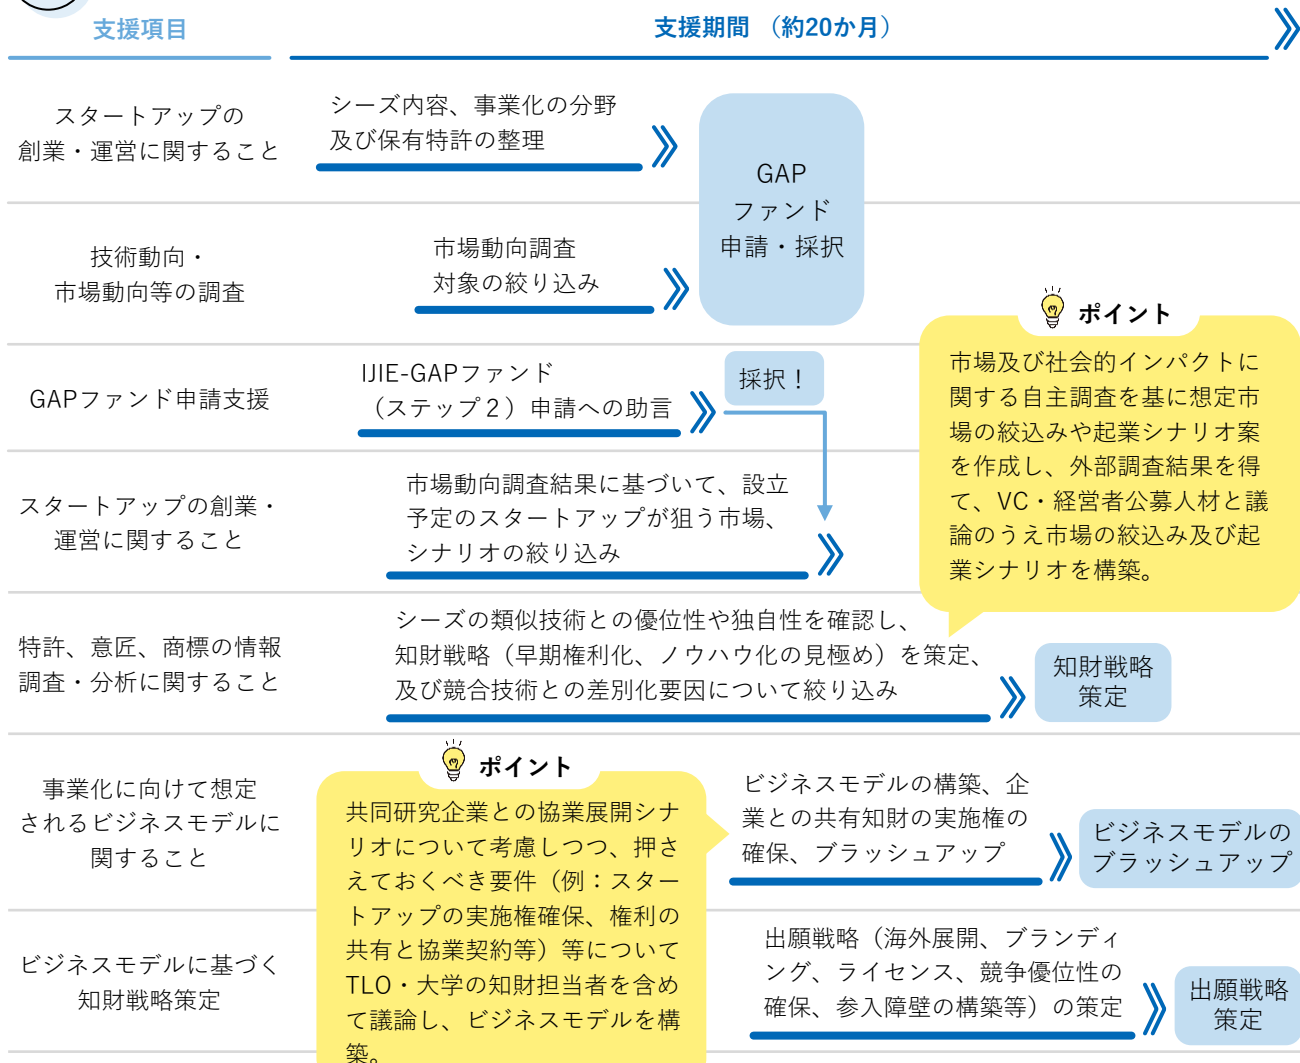 支援項目
支援期間 （約20か月）
スタートアップの
創業・運営に関すること
シーズ内容、事業化の分野
及び保有特許の整理
GAP
ファンド
申請・採択
技術動向・
市場動向等の調査
市場動向調査
対象の絞り込み
GAPファンド申請支援
IJIE-GAPファンド
（ステップ２）申請への助言
採択！
ポイント
市場及び社会的インパクトに
関する自主調査を基に想定市
場の絞込みや起業シナリオ案
を作成し、外部調査結果を得
て、VC・経営者公募人材と議
論のうえ市場の絞込み及び起
業シナリオを構築。
スタートアップの創業・
運営に関すること
市場動向調査結果に基づいて、設立
予定のスタートアップが狙う市場、
シナリオの絞り込み
特許、意匠、商標の情報
調査・分析に関すること
シーズの類似技術との優位性や独自性を確認し、
知財戦略（早期権利化、ノウハウ化の見極め）を策定、
及び競合技術との差別化要因について絞り込み
知財戦略
策定
事業化に向けて想定
されるビジネスモデルに
関すること
ポイント
共同研究企業との協業展開シナ
リオについて考慮しつつ、押さ
えておくべき要件（例：スター
トアップの実施権確保、権利の
共有と協業契約等）等について
TLO・大学の知財担当者を含め
て議論し、ビジネスモデルを構
築。
ビジネスモデルの構築、企
業との共有知財の実施権の
確保、ブラッシュアップ
ビジネスモデルの
ブラッシュアップ
ビジネスモデルに基づく
知財戦略策定
出願戦略（海外展開、ブランディ
ング、ライセンス、競争優位性の
確保、参入障壁の構築等）の策定
出願戦略
策定